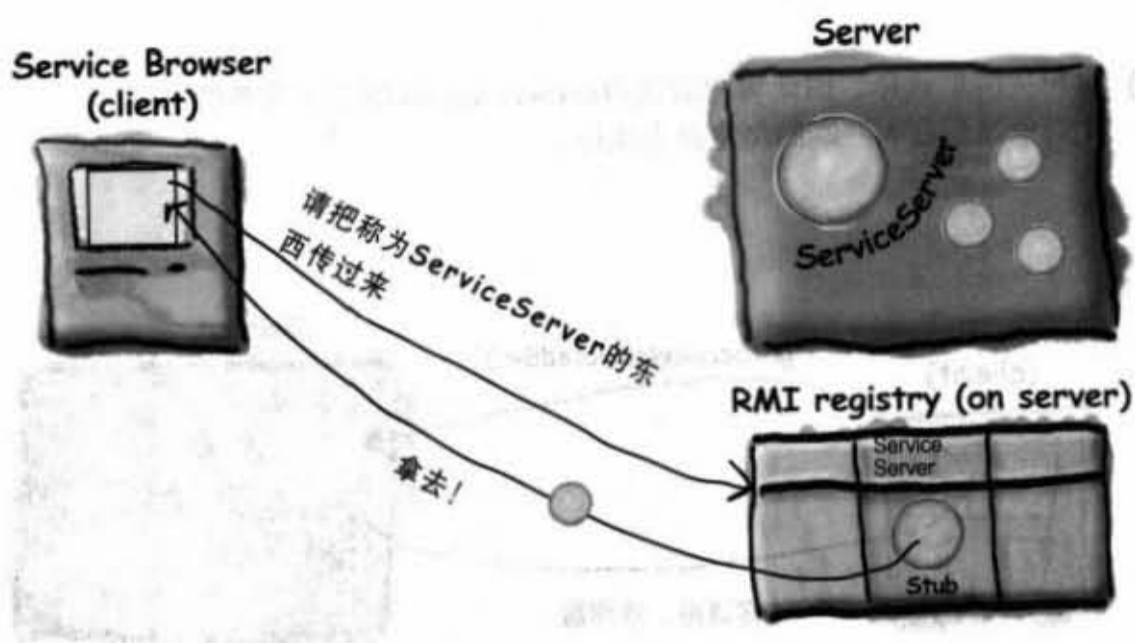 Service Browser
(client)
Server
ServiceServer
请把称为ServiceServer的东
西传过来
拿去！
RMI registry (on server)
Service
Server
Stub